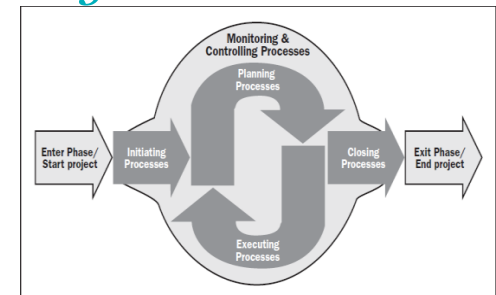 Monitoring &
Controlling Processes
Planning
Processes
Enter Phase/
Start project
Initiating
Processes
Closing
Processes
Exit Phase/
End project
Executing
Processes